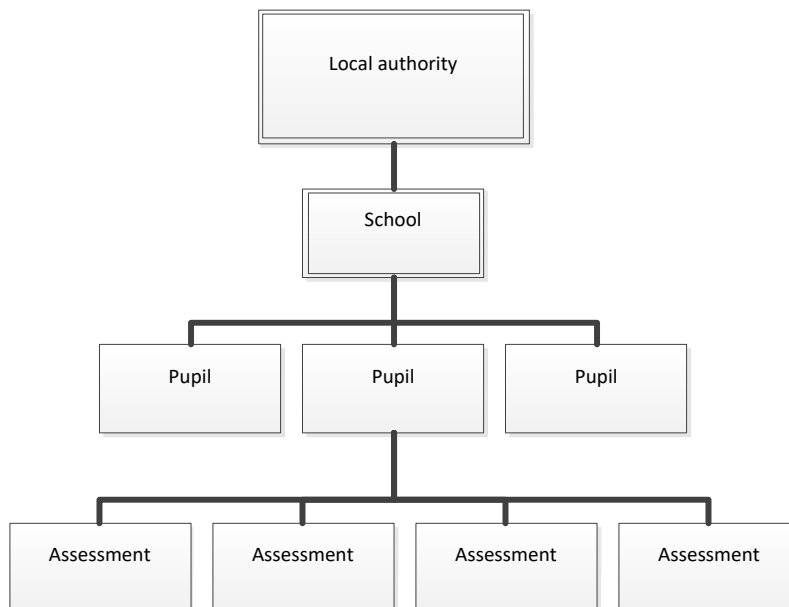 Local authority
School
Pupil
Pupil
Pupil
Assessment
Assessment
Assessment
Assessment